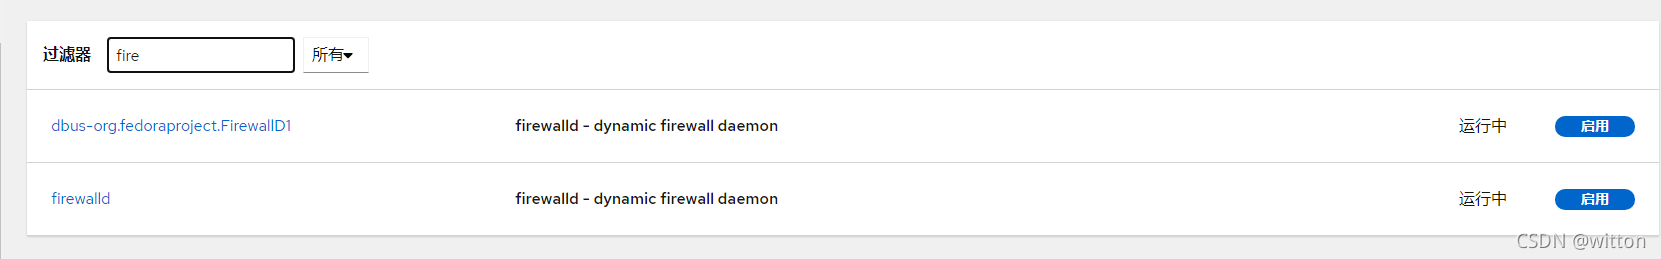 过滤器 fire 所有
dbus-org.fedoraproject.FirewallD1 firewalld - dynamic firewall daemon 运行中 启用
firewalld firewalld - dynamic firewall daemon 运行中 启用
CSDN @witton